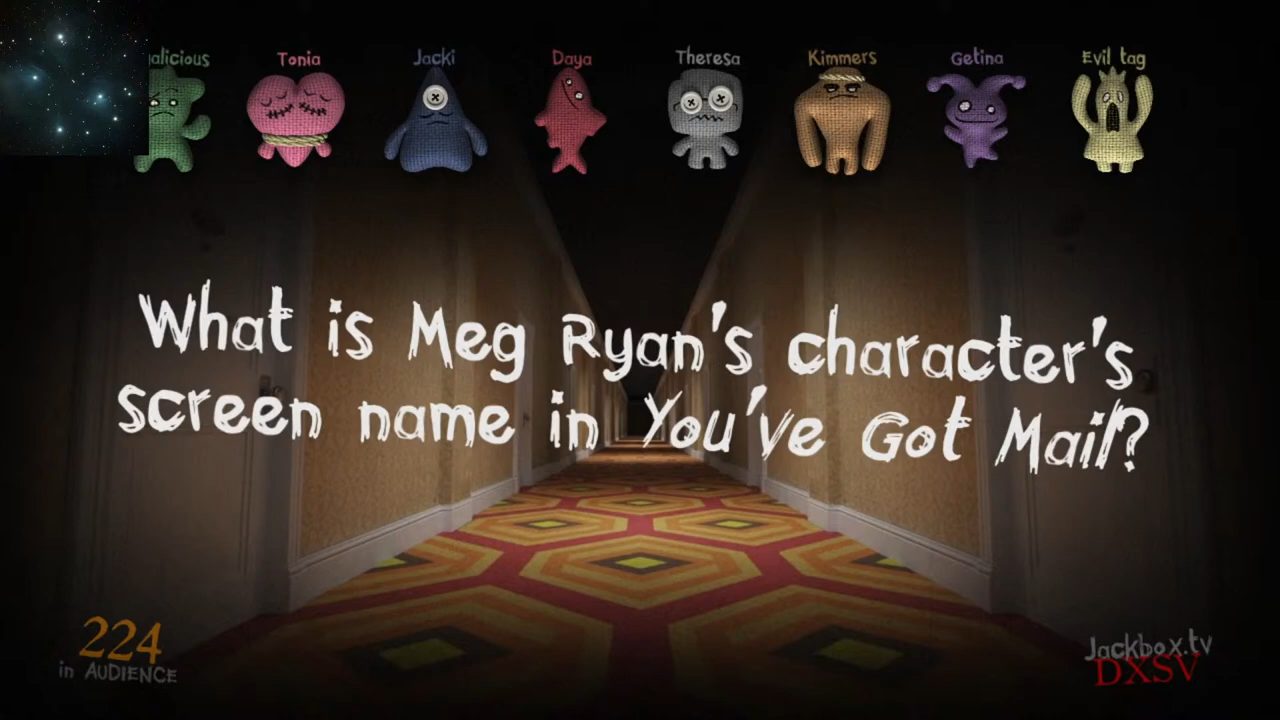 Tonia Jacki Daya Theresa Kimmers Getina Evil tag
What is Meg Ryan's character's
screen name in You've Got Mail?
224
in AUDIENCE
Jackbox.tv
DXSV